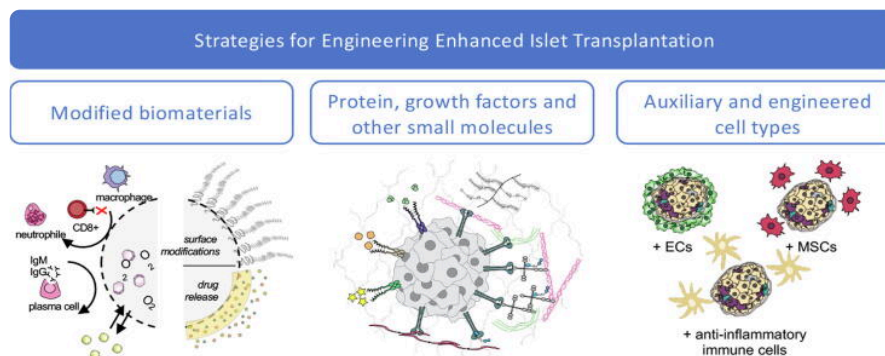 Strategies for Engineering Enhanced Islet Transplantation
Modified biomaterials
Protein, growth factors and
other small molecules
Auxiliary and engineered
cell types
macrophage
CD8+
neutrophile
IgM
IgG
plasma cell
surface
modifications
drug
release
O2
O2
+ ECs
+ MSCs
+ anti-inflammatory
immune cells